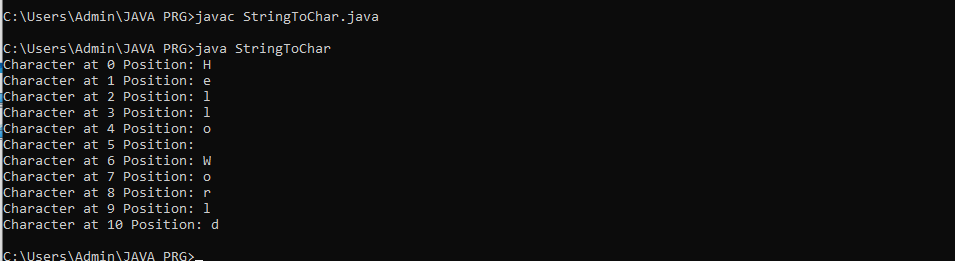 C:\Users\Admin\JAVA PRG>javac StringToChar.java
C:\Users\Admin\JAVA PRG>java StringToChar
Character at 0 Position: H
Character at 1 Position: e
Character at 2 Position: l
Character at 3 Position: l
Character at 4 Position: o
Character at 5 Position:
Character at 6 Position: W
Character at 7 Position: o
Character at 8 Position: r
Character at 9 Position: l
Character at 10 Position: d
C:\Users\Admin\JAVA PRG>_